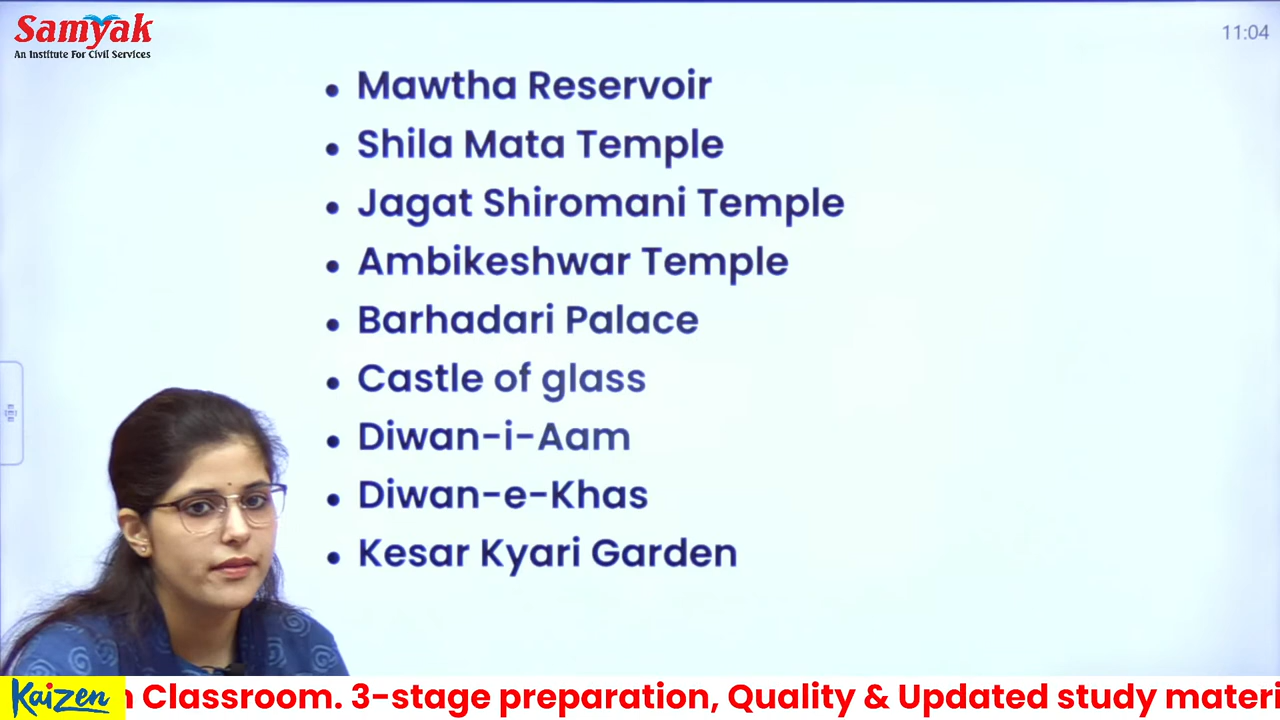 Samyak
An Institute For Civil Services
11:04
• Mawtha Reservoir
• Shila Mata Temple
• Jagat Shiromani Temple
• Ambikeshwar Temple
• Barhadari Palace
• Castle of glass
• Diwan-i-Aam
• Diwan-e-Khas
• Kesar Kyari Garden
Kaizen
Classroom. 3-stage preparation, Quality & Updated study